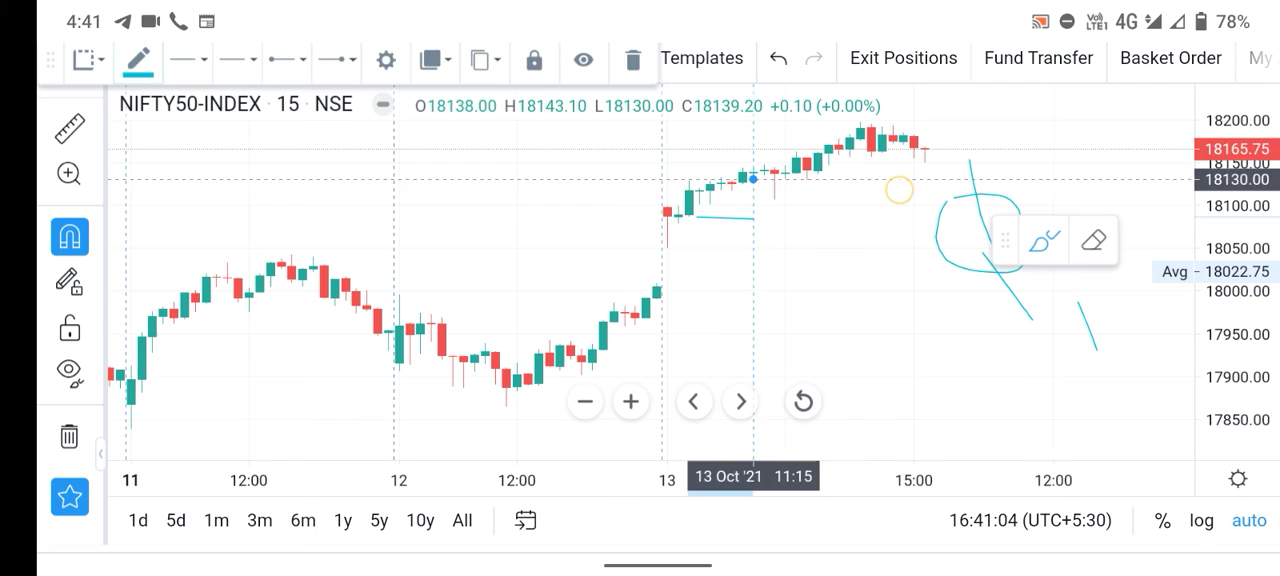 4:41 Vo) LTE1 4G 78%
Templates Exit Positions Fund Transfer Basket Order My
NIFTY50-INDEX · 15 · NSE O18138.00 H18143.10 L18130.00 C18139.20 +0.10 (+0.00%)
18200.00
18165.75
18150.00
18130.00
18100.00
18050.00
Avg - 18022.75
18000.00
17950.00
17900.00
17850.00
11 12:00 12 12:00 13 13 Oct '21 11:15 15:00 12:00
1d 5d 1m 3m 6m 1y 5y 10y All 16:41:04 (UTC+5:30) % log auto